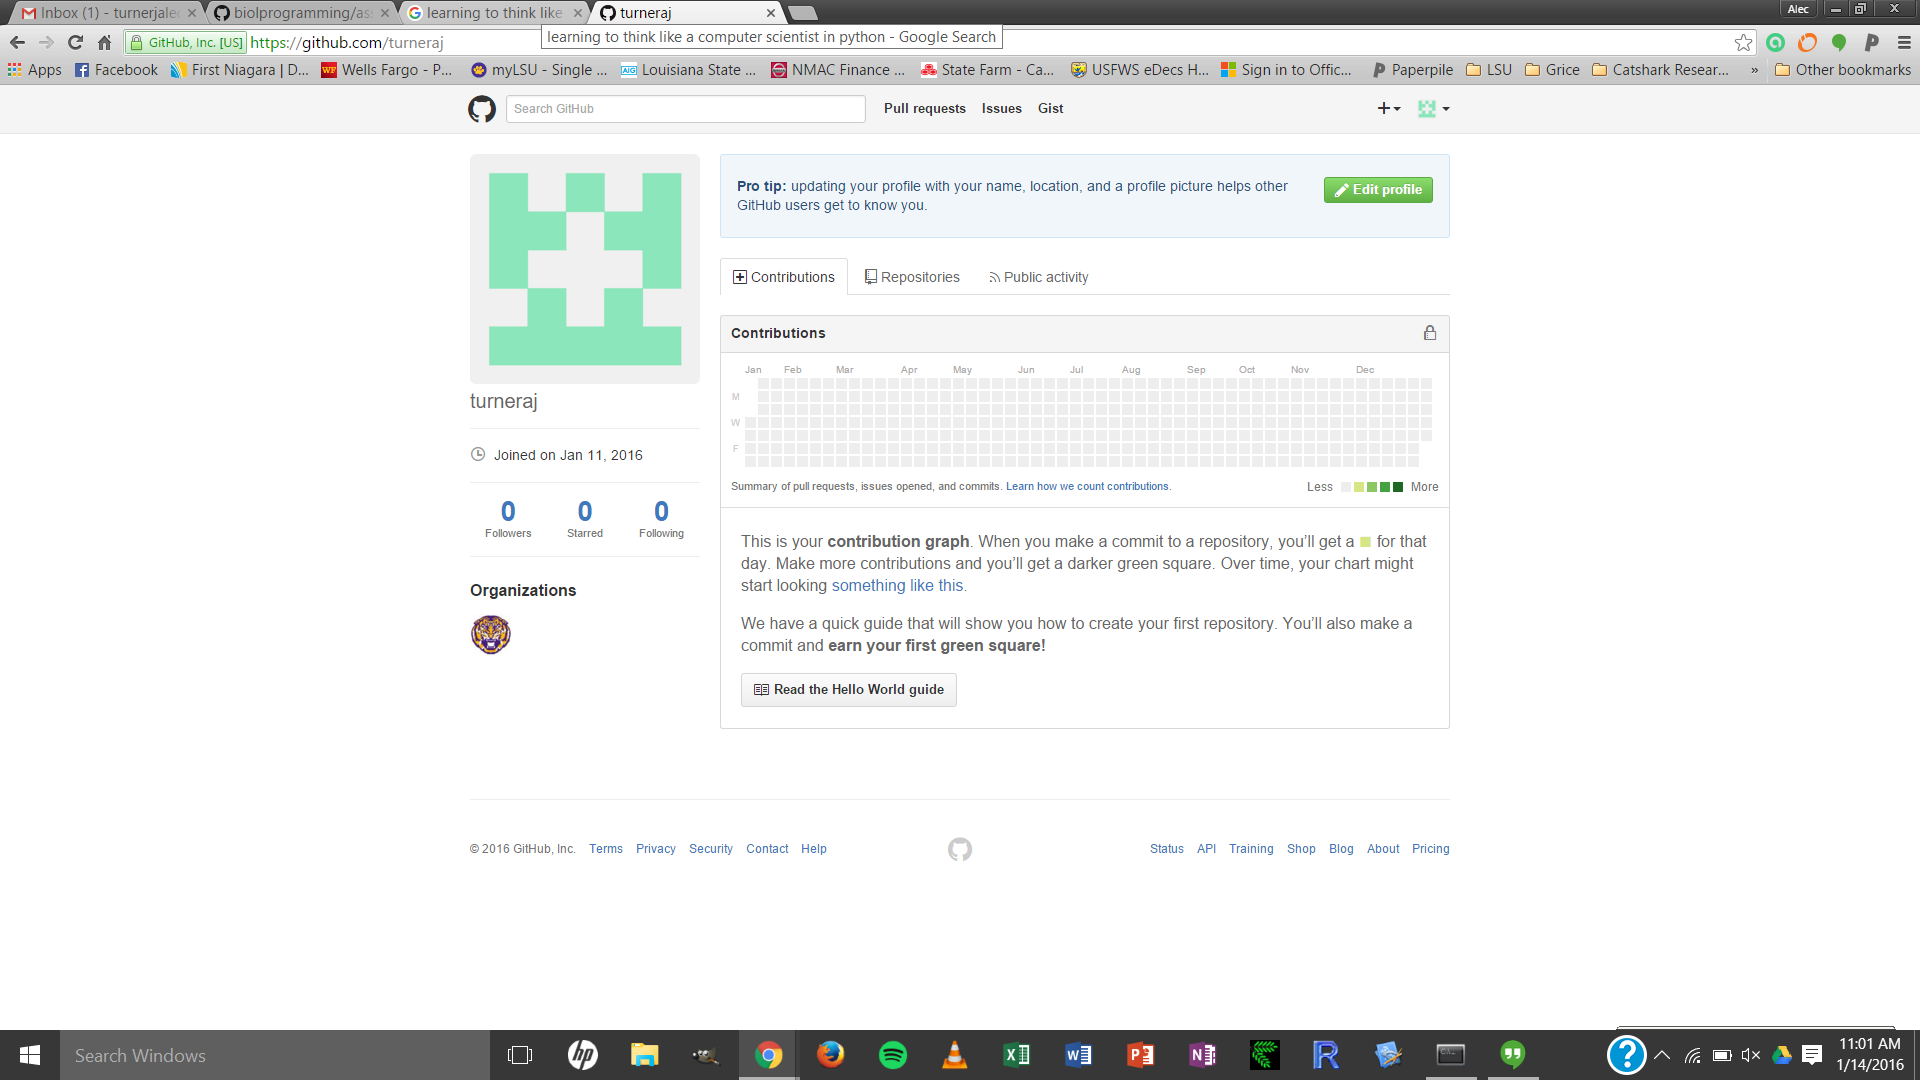 Inbox (1) - turnerjalec
biolprogramming/ass
learning to think like
turneraj
Alec
GitHub, Inc. [US] https://github.com/turneraj
learning to think like a computer scientist in python - Google Search
Apps
Facebook
First Niagara | D...
Wells Fargo - P...
myLSU - Single ...
Louisiana State ...
NMAC Finance ...
State Farm - Ca...
USFWS eDecs H...
Sign in to Offic...
Paperpile
LSU
Grice
Catshark Resear...
»
Other bookmarks
Search GitHub
Pull requests
Issues
Gist
Pro tip: updating your profile with your name, location, and a profile picture helps other
GitHub users get to know you.
Edit profile
Contributions
Repositories
Public activity
Contributions
Jan Feb Mar Apr May Jun Jul Aug Sep Oct Nov Dec
M
W
F
Summary of pull requests, issues opened, and commits. Learn how we count contributions.
Less More
turneraj
Joined on Jan 11, 2016
0 0 0
Followers Starred Following
Organizations
This is your contribution graph. When you make a commit to a repository, you’ll get a for that
day. Make more contributions and you’ll get a darker green square. Over time, your chart might
start looking something like this.
We have a quick guide that will show you how to create your first repository. You’ll also make a
commit and earn your first green square!
Read the Hello World guide
© 2016 GitHub, Inc. Terms Privacy Security Contact Help
Status API Training Shop Blog About Pricing
Search Windows
11:01 AM
1/14/2016